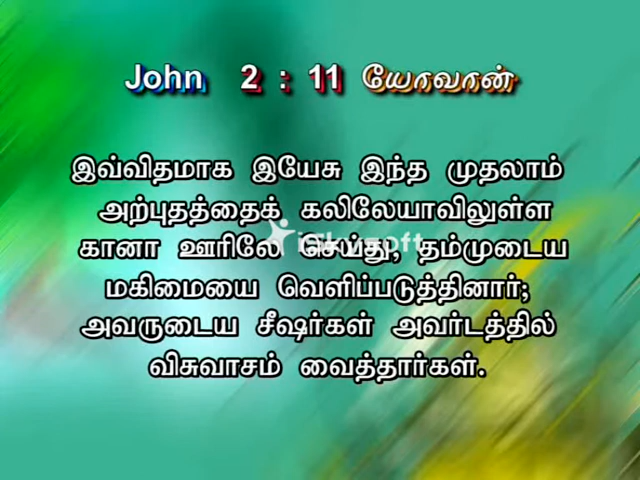 John 2 : 11 யோவான்
இவ்விதமாக இயேசு இந்த முதலாம்
அற்புதத்தைக் கலிலேயாவிலுள்ள
கானா ஊரிலே செய்து, தம்முடைய
iSkysoft
மகிமையை வெளிப்படுத்தினார்;
அவருடைய சீஷர்கள் அவர்டத்தில்
விசுவாசம் வைத்தார்கள்.